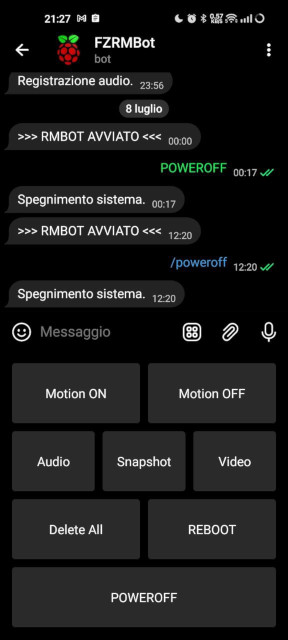 21:27
FZRMBot
bot
Registrazione audio. 23:56
8 luglio
>>> RMBOT AVVIATO <<< 00:00
POWEROFF 00:17
Spegnimento sistema. 00:17
>>> RMBOT AVVIATO <<< 12:20
/poweroff 12:20
Spegnimento sistema. 12:20
Messaggio
Motion ON Motion OFF
Audio Snapshot Video
Delete All REBOOT
POWEROFF